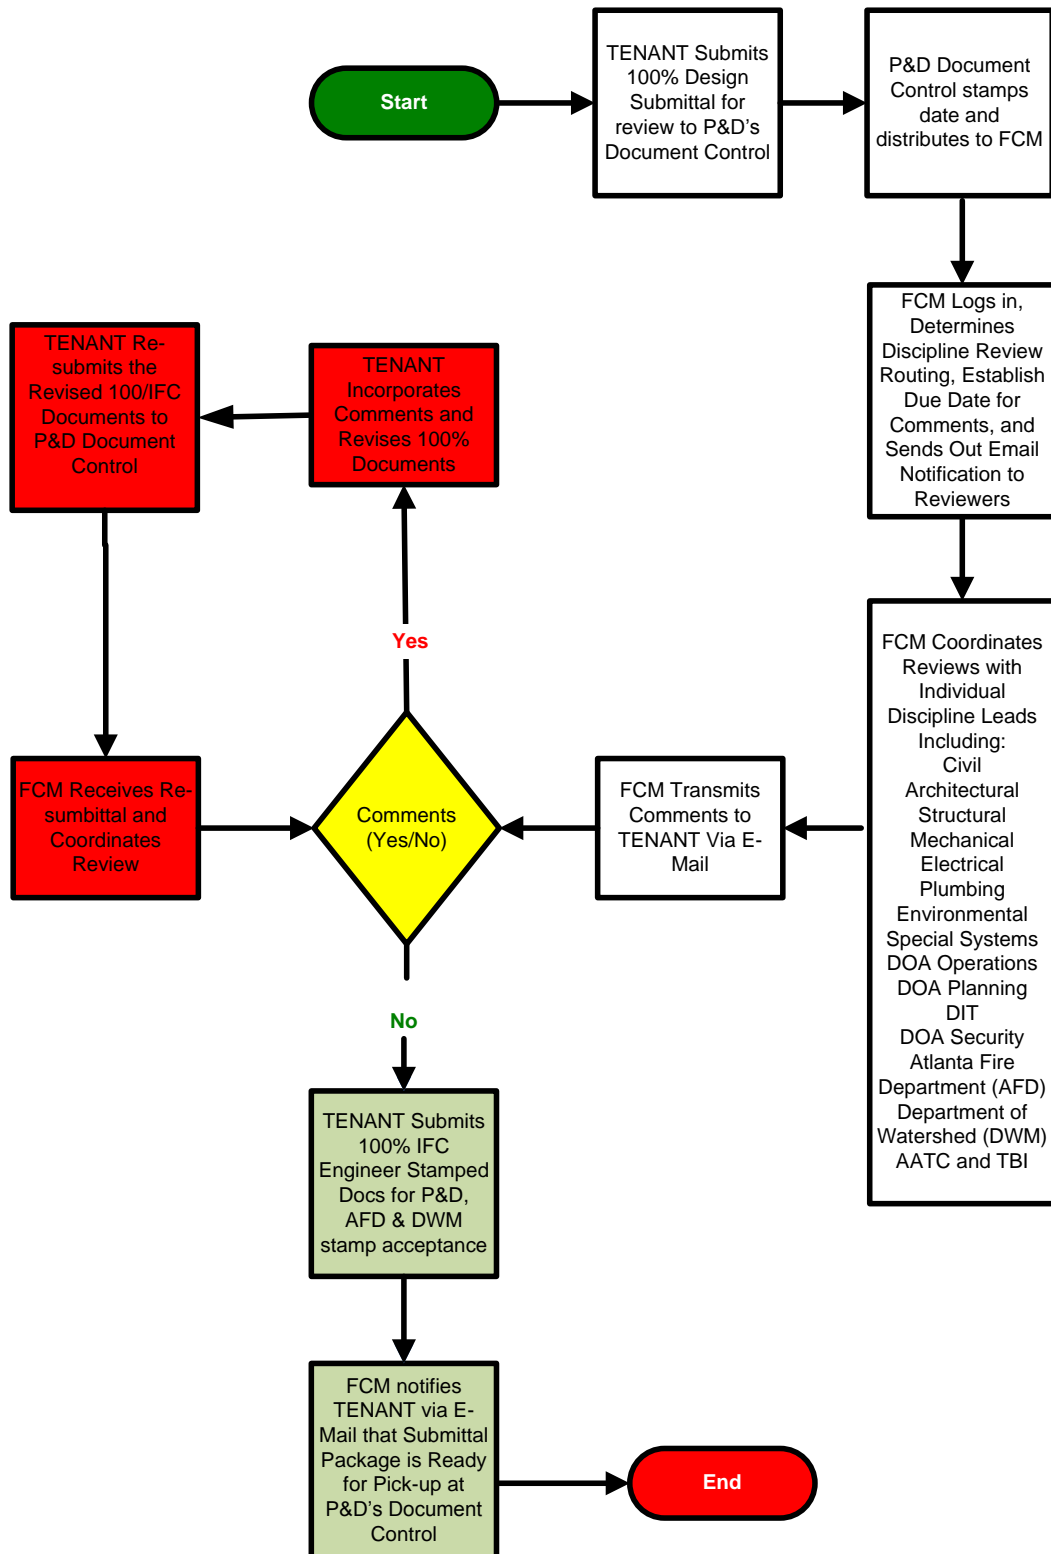 Start
TENANT Submits
100% Design
Submittal for
review to P&D's
Document Control
P&D Document
Control stamps
date and
distributes to FCM
FCM Logs in,
Determines
Discipline Review
Routing, Establish
Due Date for
Comments, and
Sends Out Email
Notification to
Reviewers
FCM Coordinates
Reviews with
Individual
Discipline Leads
Including:
Civil
Architectural
Structural
Mechanical
Electrical
Plumbing
Environmental
Special Systems
DOA Operations
DOA Planning
DIT
DOA Security
Atlanta Fire
Department (AFD)
Department of
Watershed (DWM)
AATC and TBI
FCM Transmits
Comments to
TENANT Via E-
Mail
Comments
(Yes/No)
Yes
TENANT
Incorporates
Comments and
Revises 100%
Documents
TENANT Re-
submits the
Revised 100/IFC
Documents to
P&D Document
Control
FCM Receives Re-
sumbittal and
Coordinates
Review
No
TENANT Submits
100% IFC
Engineer Stamped
Docs for P&D,
AFD & DWM
stamp acceptance
FCM notifies
TENANT via E-
Mail that Submittal
Package is Ready
for Pick-up at
P&D's Document
Control
End